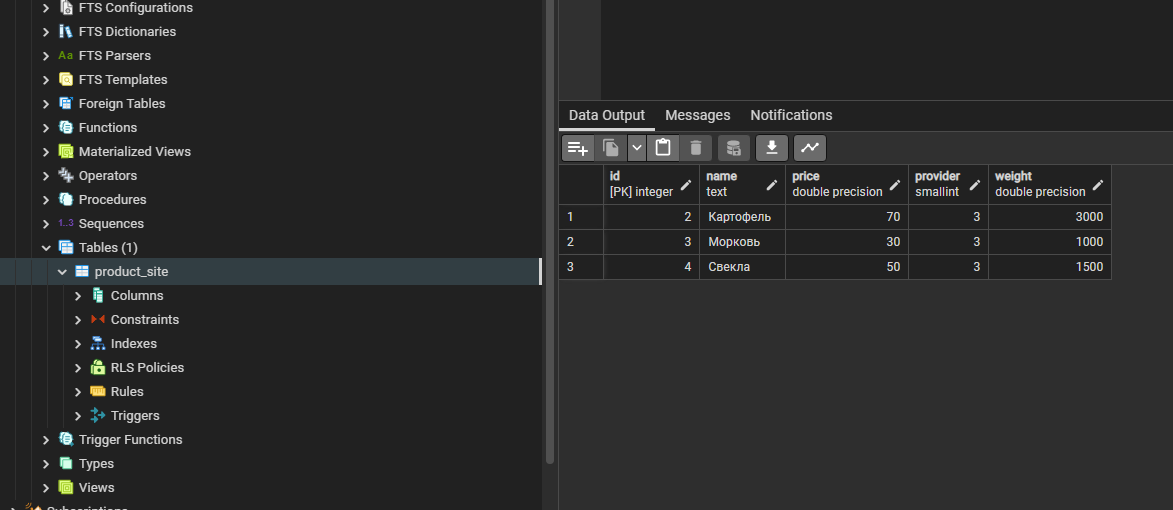 FTS Configurations
FTS Dictionaries
Aa FTS Parsers
FTS Templates
Foreign Tables
Functions
Materialized Views
Operators
Procedures
1..3 Sequences
Tables (1)
product_site
Columns
Constraints
Indexes
RLS Policies
Rules
Triggers
Trigger Functions
Types
Views
Subscriptions
Data Output Messages Notifications
id name price provider weight
[PK] integer text double precision smallint double precision
1 2 Картофель 70 3 3000
2 3 Морковь 30 3 1000
3 4 Свекла 50 3 1500